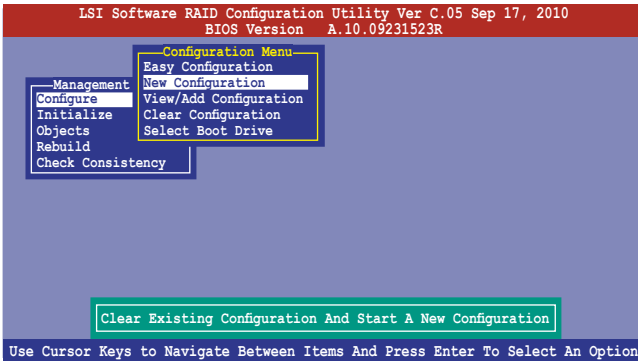 LSI Software RAID Configuration Utility Ver C.05 Sep 17, 2010
BIOS Version A.10.09231523R
Configuration Menu
Easy Configuration
New Configuration
View/Add Configuration
Clear Configuration
Select Boot Drive
Management
Configure
Initialize
Objects
Rebuild
Check Consistency
Clear Existing Configuration And Start A New Configuration
Use Cursor Keys to Navigate Between Items And Press Enter To Select An Option